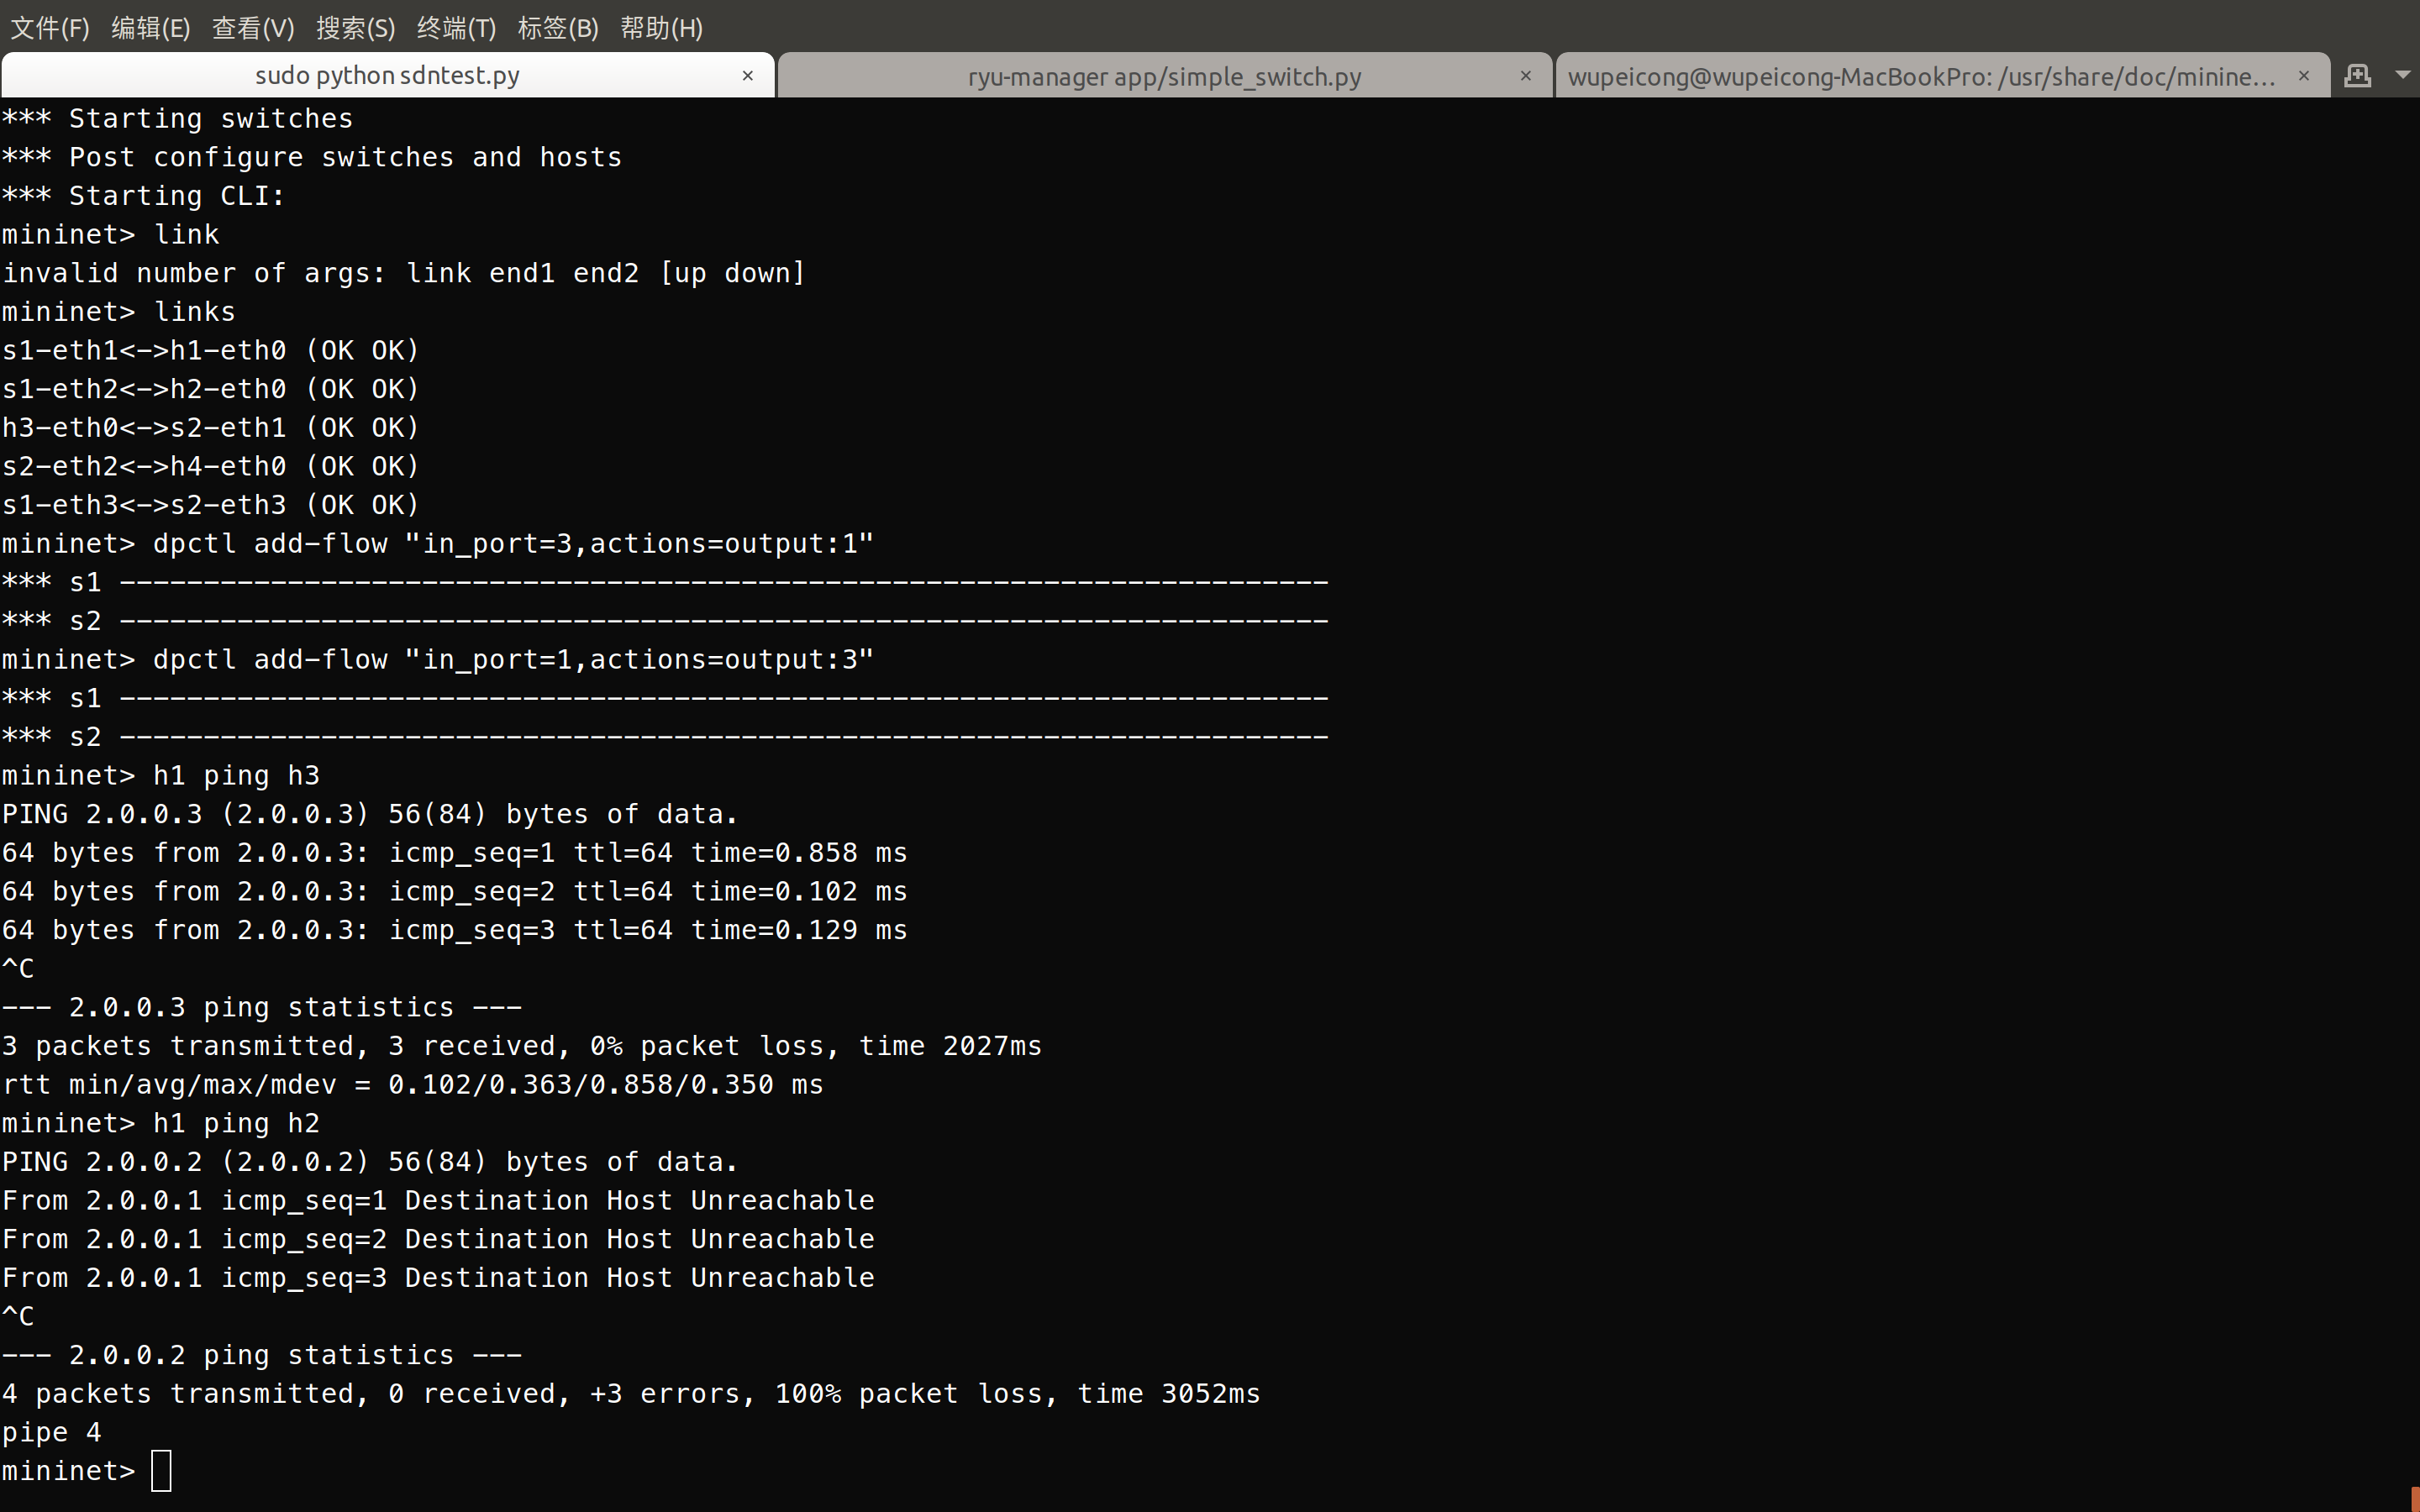 文件(F) 编辑(E) 查看(V) 搜索(S) 终端(T) 标签(B) 帮助(H)
sudo python sdntest.py × ryu-manager app/simple_switch.py × wupeicong@wupeicong-MacBookPro: /usr/share/doc/minine... ×
*** Starting switches
*** Post configure switches and hosts
*** Starting CLI:
mininet> link
invalid number of args: link end1 end2 [up down]
mininet> links
s1-eth1<->h1-eth0 (OK OK)
s1-eth2<->h2-eth0 (OK OK)
h3-eth0<->s2-eth1 (OK OK)
s2-eth2<->h4-eth0 (OK OK)
s1-eth3<->s2-eth3 (OK OK)
mininet> dpctl add-flow "in_port=3,actions=output:1"
*** s1 ------------------------------------------------------------------------
*** s2 ------------------------------------------------------------------------
mininet> dpctl add-flow "in_port=1,actions=output:3"
*** s1 ------------------------------------------------------------------------
*** s2 ------------------------------------------------------------------------
mininet> h1 ping h3
PING 2.0.0.3 (2.0.0.3) 56(84) bytes of data.
64 bytes from 2.0.0.3: icmp_seq=1 ttl=64 time=0.858 ms
64 bytes from 2.0.0.3: icmp_seq=2 ttl=64 time=0.102 ms
64 bytes from 2.0.0.3: icmp_seq=3 ttl=64 time=0.129 ms
^C
--- 2.0.0.3 ping statistics ---
3 packets transmitted, 3 received, 0% packet loss, time 2027ms
rtt min/avg/max/mdev = 0.102/0.363/0.858/0.350 ms
mininet> h1 ping h2
PING 2.0.0.2 (2.0.0.2) 56(84) bytes of data.
From 2.0.0.1 icmp_seq=1 Destination Host Unreachable
From 2.0.0.1 icmp_seq=2 Destination Host Unreachable
From 2.0.0.1 icmp_seq=3 Destination Host Unreachable
^C
--- 2.0.0.2 ping statistics ---
4 packets transmitted, 0 received, +3 errors, 100% packet loss, time 3052ms
pipe 4
mininet>